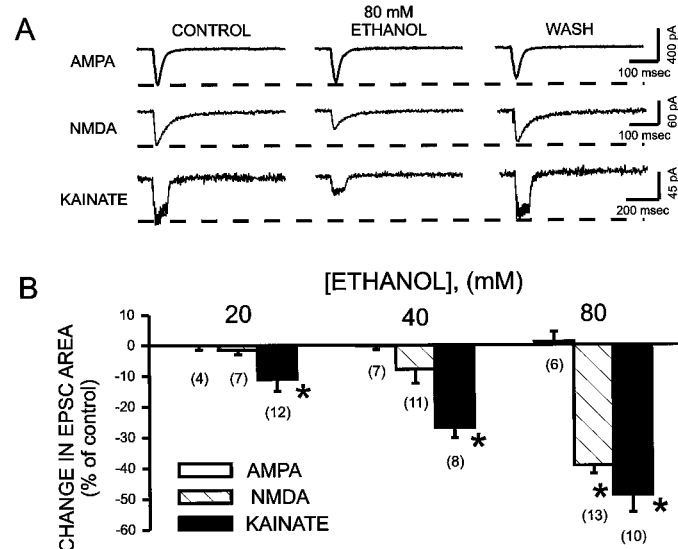 A
CONTROL
80 mM
ETHANOL
WASH
AMPA
400 pA
100 msec
NMDA
60 pA
100 msec
KAINATE
45 pA
200 msec
B
[ETHANOL], (mM)
20
40
80
10
0
-10
-20
-30
-40
-50
-60
CHANGE IN EPSC AREA
(% of control)
(4)
(7)
(12)
*
(7)
(11)
(8)
*
(6)
(13)
*
(10)
*
AMPA
NMDA
KAINATE